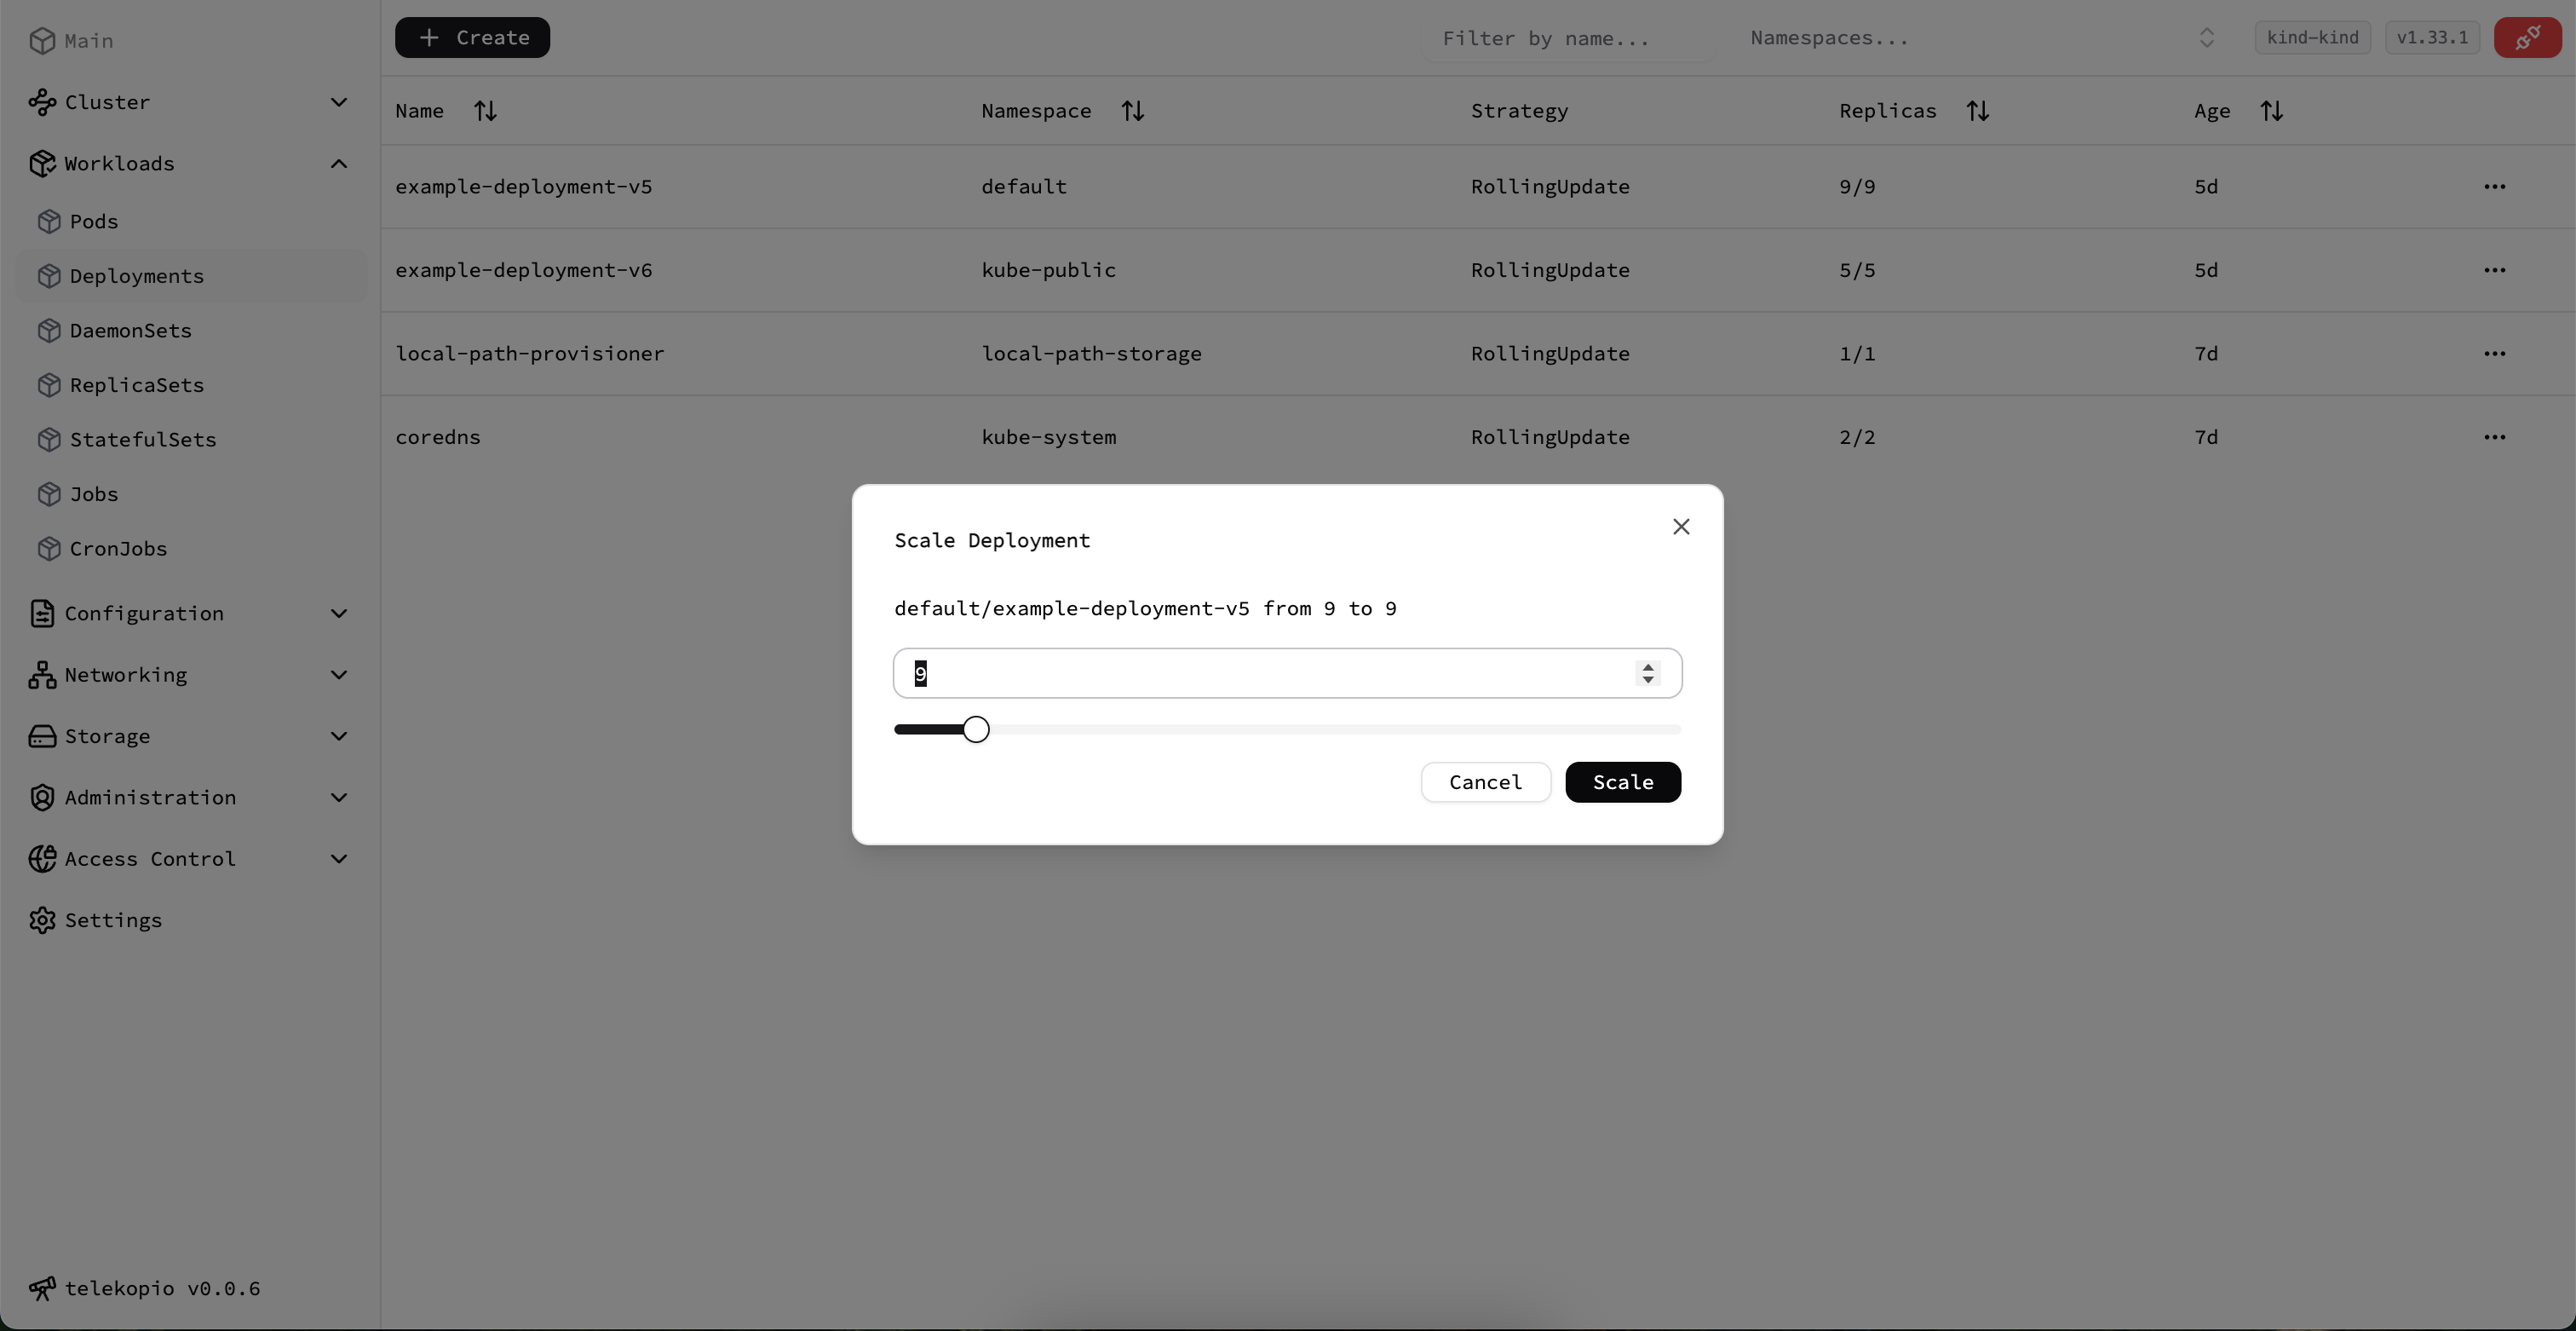 Main
Cluster
Workloads
Pods
Deployments
DaemonSets
ReplicaSets
StatefulSets
Jobs
CronJobs
Configuration
Networking
Storage
Administration
Access Control
Settings
telekopio v0.0.6
Create Filter by name... Namespaces... kind-kind v1.33.1
Name Namespace Strategy Replicas Age
example-deployment-v5 default RollingUpdate 9/9 5d
example-deployment-v6 kube-public RollingUpdate 5/5 5d
local-path-provisioner local-path-storage RollingUpdate 1/1 7d
coredns kube-system RollingUpdate 2/2 7d
Scale Deployment
default/example-deployment-v5 from 9 to 9
9
Cancel Scale